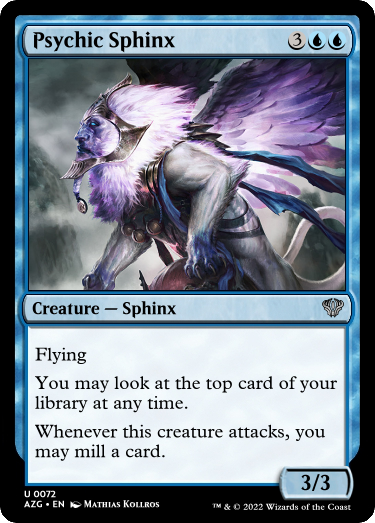 Psychic Sphinx 3
Creature — Sphinx
Flying
You may look at the top card of your
library at any time.
Whenever this creature attacks, you
may mill a card.
3/3
U 0072
AZG • EN Mathias Kollros
™ & © 2022 Wizards of the Coast